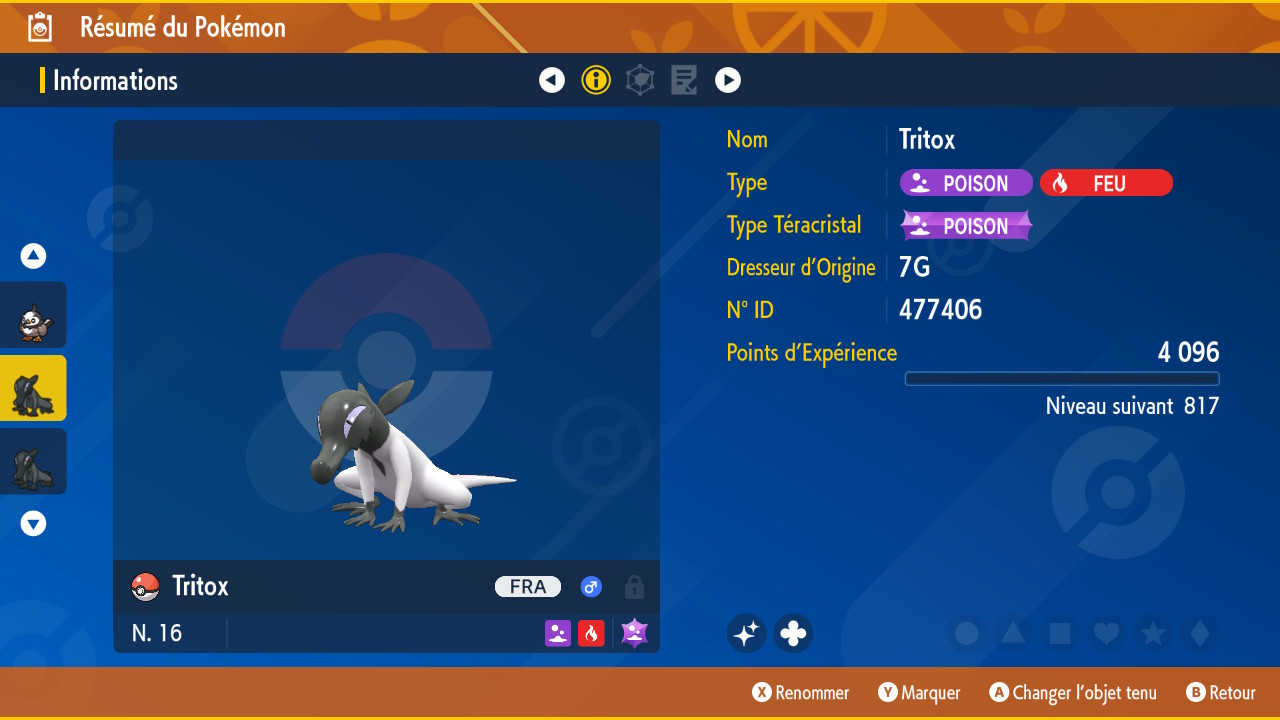 Résumé du Pokémon
Informations
Nom Tritox
Type POISON FEU
Type Téracristal POISON
Dresseur d'Origine 7G
N° ID 477406
Points d'Expérience 4 096
Niveau suivant 817
Tritox FRA
N. 16
X Renommer Y Marquer A Changer l'objet tenu B Retour